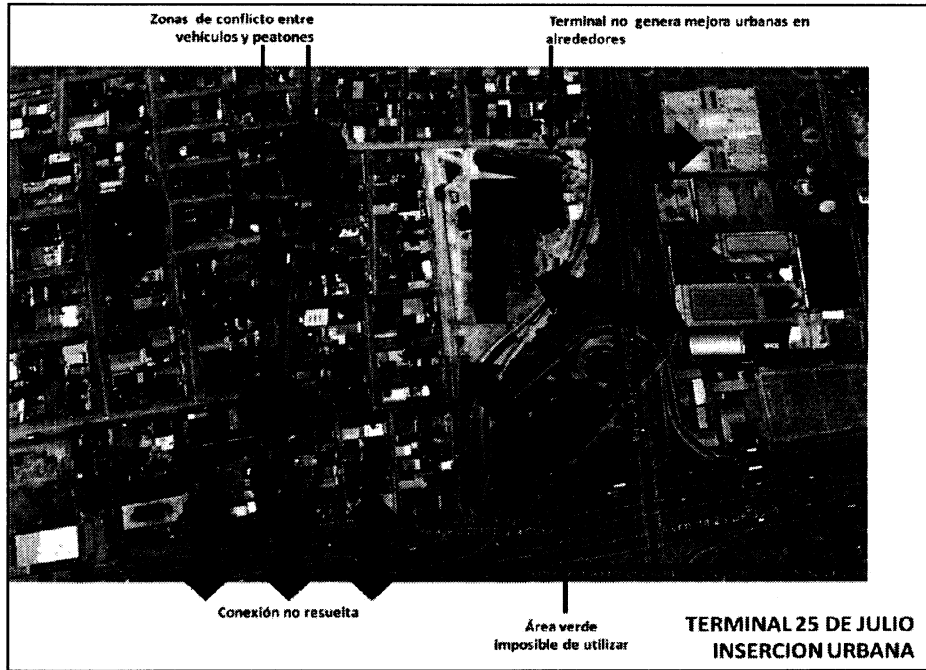 Zonas de conflicto entre
vehículos y peatones
Terminal no genera mejora urbanas en
alrededores
Conexión no resuelta
Área verde
imposible de utilizar
TERMINAL 25 DE JULIO
INSERCION URBANA